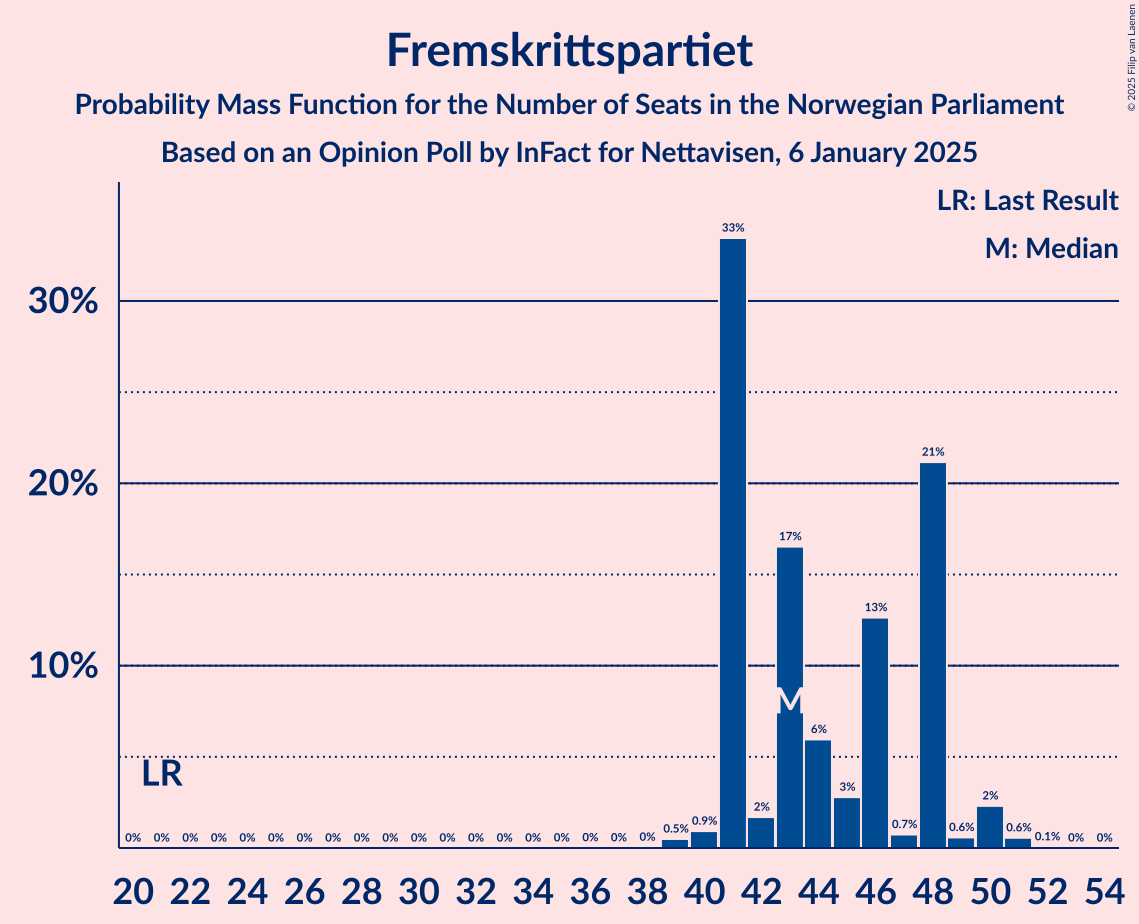 Fremskrittspartiet
Probability Mass Function for the Number of Seats in the Norwegian Parliament
Based on an Opinion Poll by InFact for Nettavisen, 6 January 2025
© 2025 Filip van Laenen
LR: Last Result
M: Median
30%
20%
10%
33%
21%
17%
13%
M
6%
LR
3%
2%
2%
0% 0% 0% 0% 0% 0% 0% 0% 0% 0% 0% 0% 0% 0% 0% 0% 0% 0% 0% 0.5% 0.9% 0.7% 0.6% 0.6% 0.1% 0% 0%
20 22 24 26 28 30 32 34 36 38 40 42 44 46 48 50 52 54